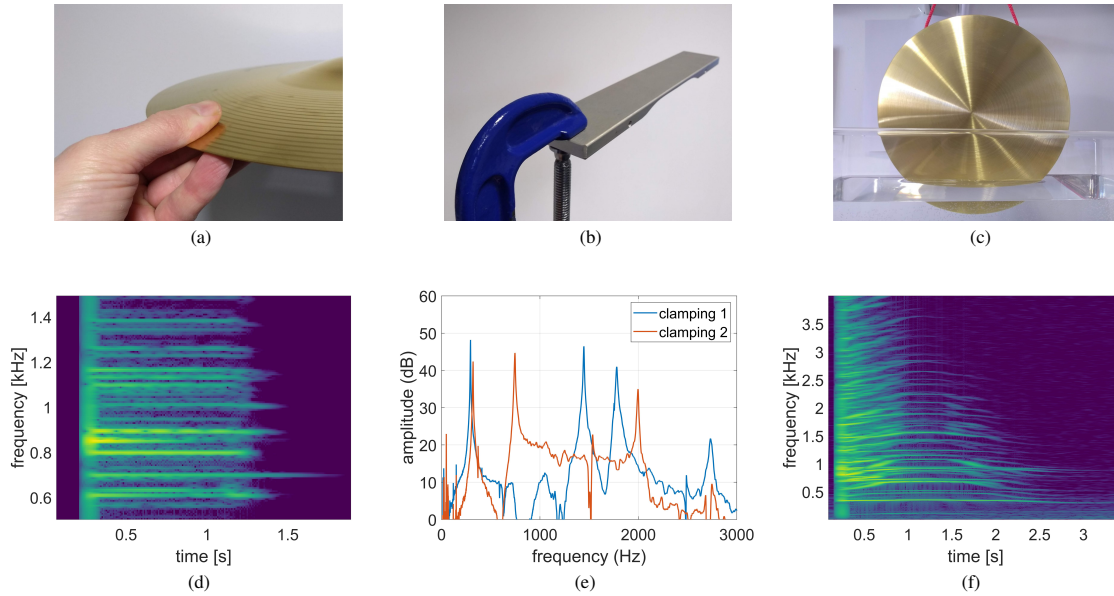 (a)
(b)
(c)
1.4
1.2
1
0.8
0.6
frequency [kHz]
0.5
1
1.5
time [s]
(d)
60
50
40
30
20
10
0
amplitude (dB)
clamping 1
clamping 2
0
1000
2000
3000
frequency (Hz)
(e)
3.5
3
2.5
2
1.5
1
0.5
frequency [kHz]
0.5
1
1.5
2
2.5
3
time [s]
(f)